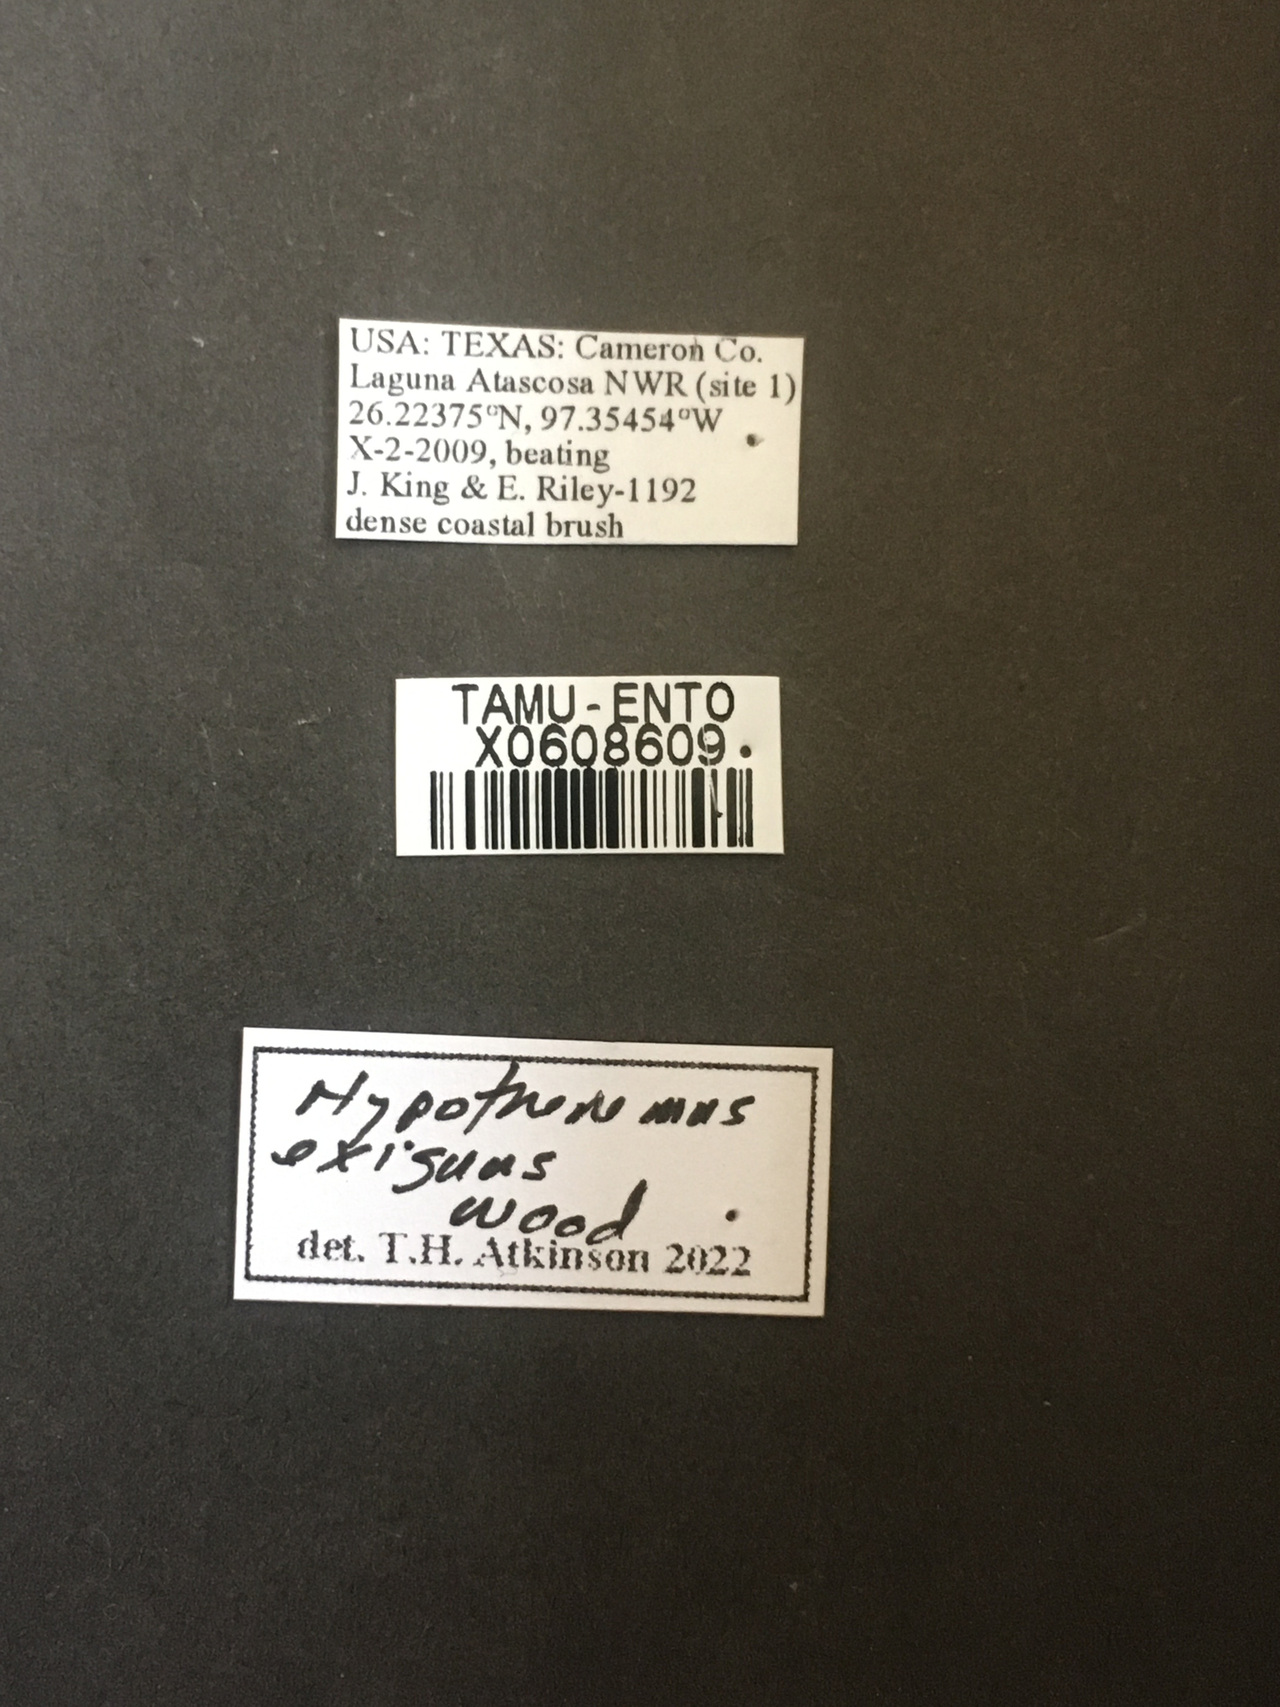 USA: TEXAS: Cameron Co.
Laguna Atascosa NWR (site 1)
26.22375°N, 97.35454°W
X-2-2009, beating
J. King & E. Riley-1192
dense coastal brush
TAMU-ENTO
X0608609
Hypothenemus
exiguus
Wood
det. T.H. Atkinson 2022